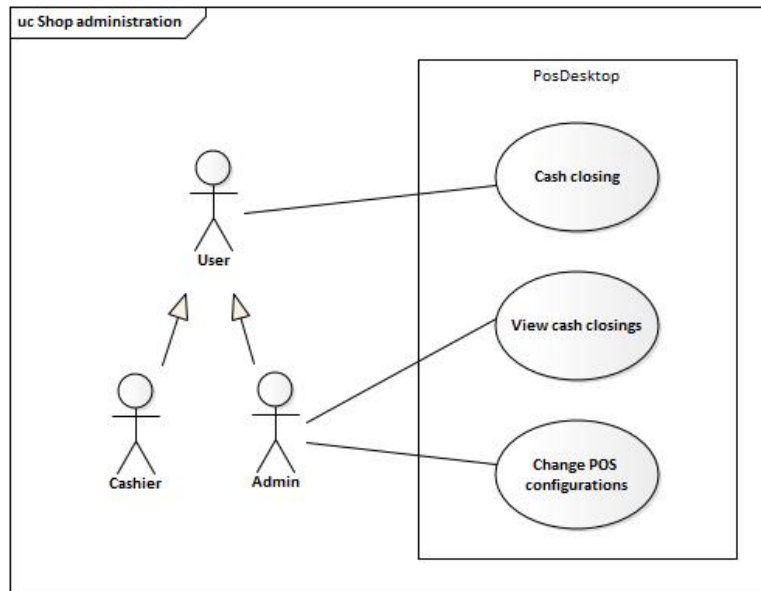 uc Shop administration
PosDesktop
Cash closing
User
View cash closings
Cashier
Admin
Change POS
configurations